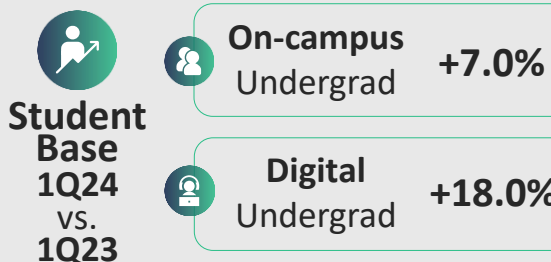 Student
Base
1Q24
vs.
1Q23
On-campus
Undergrad
+7.0%
Digital
Undergrad
+18.0%